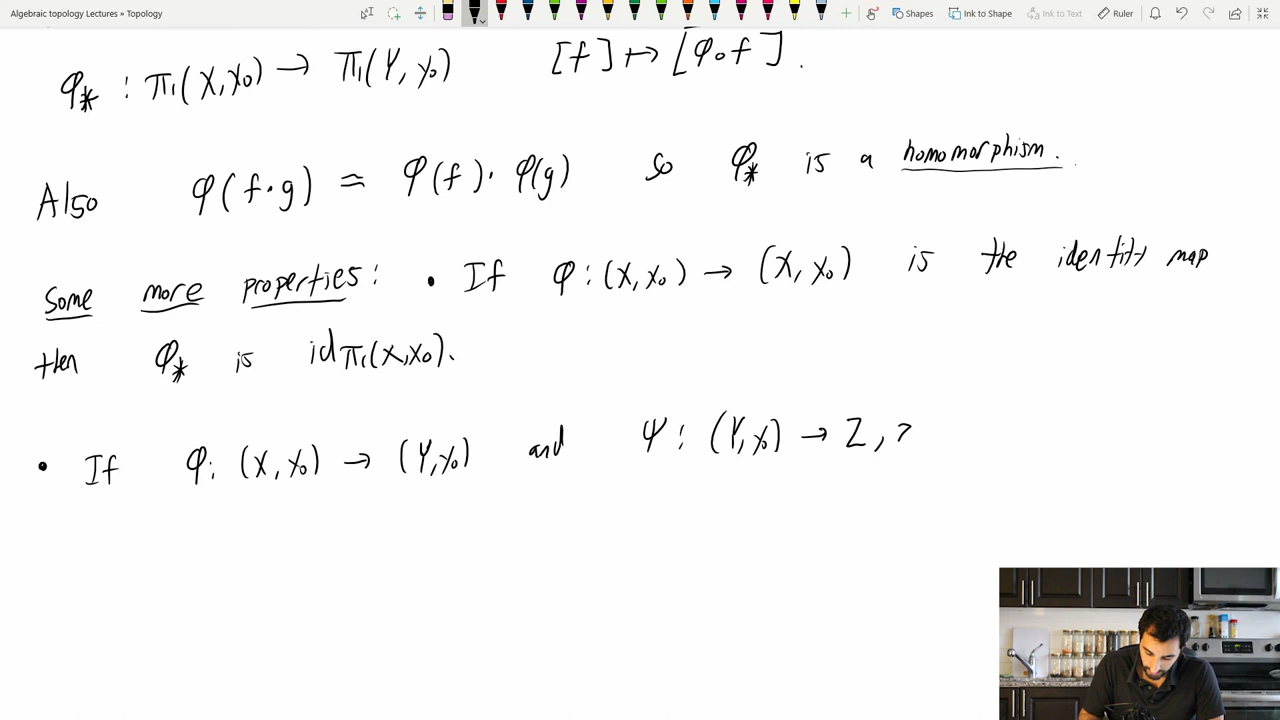 Algebraic topology Lectures » Topology
Shapes Ink to Shape Ink to Text Ruler
φ* : π₁(X, x₀) → π₁(Y, y₀) [f] ↦ [φ∘f].
Also φ(f·g) ≃ φ(f)·φ(g) so φ* is a homomorphism.
Some more properties: • If φ : (X, x₀) → (X, x₀) is the identity map
then φ* is id π₁(X, x₀).
• If φ : (X, x₀) → (Y, y₀) and ψ : (Y, y₀) → Z,